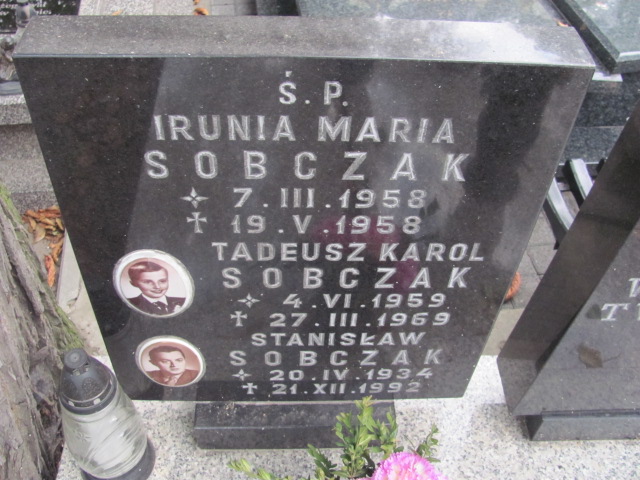 Ś. P.
IRUNIA MARIA
SOBCZAK
7. III. 1958
19. V. 1958
TADEUSZ KAROL
SOBCZAK
4. VI. 1959
27. III. 1969
STANISŁAW
SOBCZAK
20. IV. 1934
21. XII. 1992